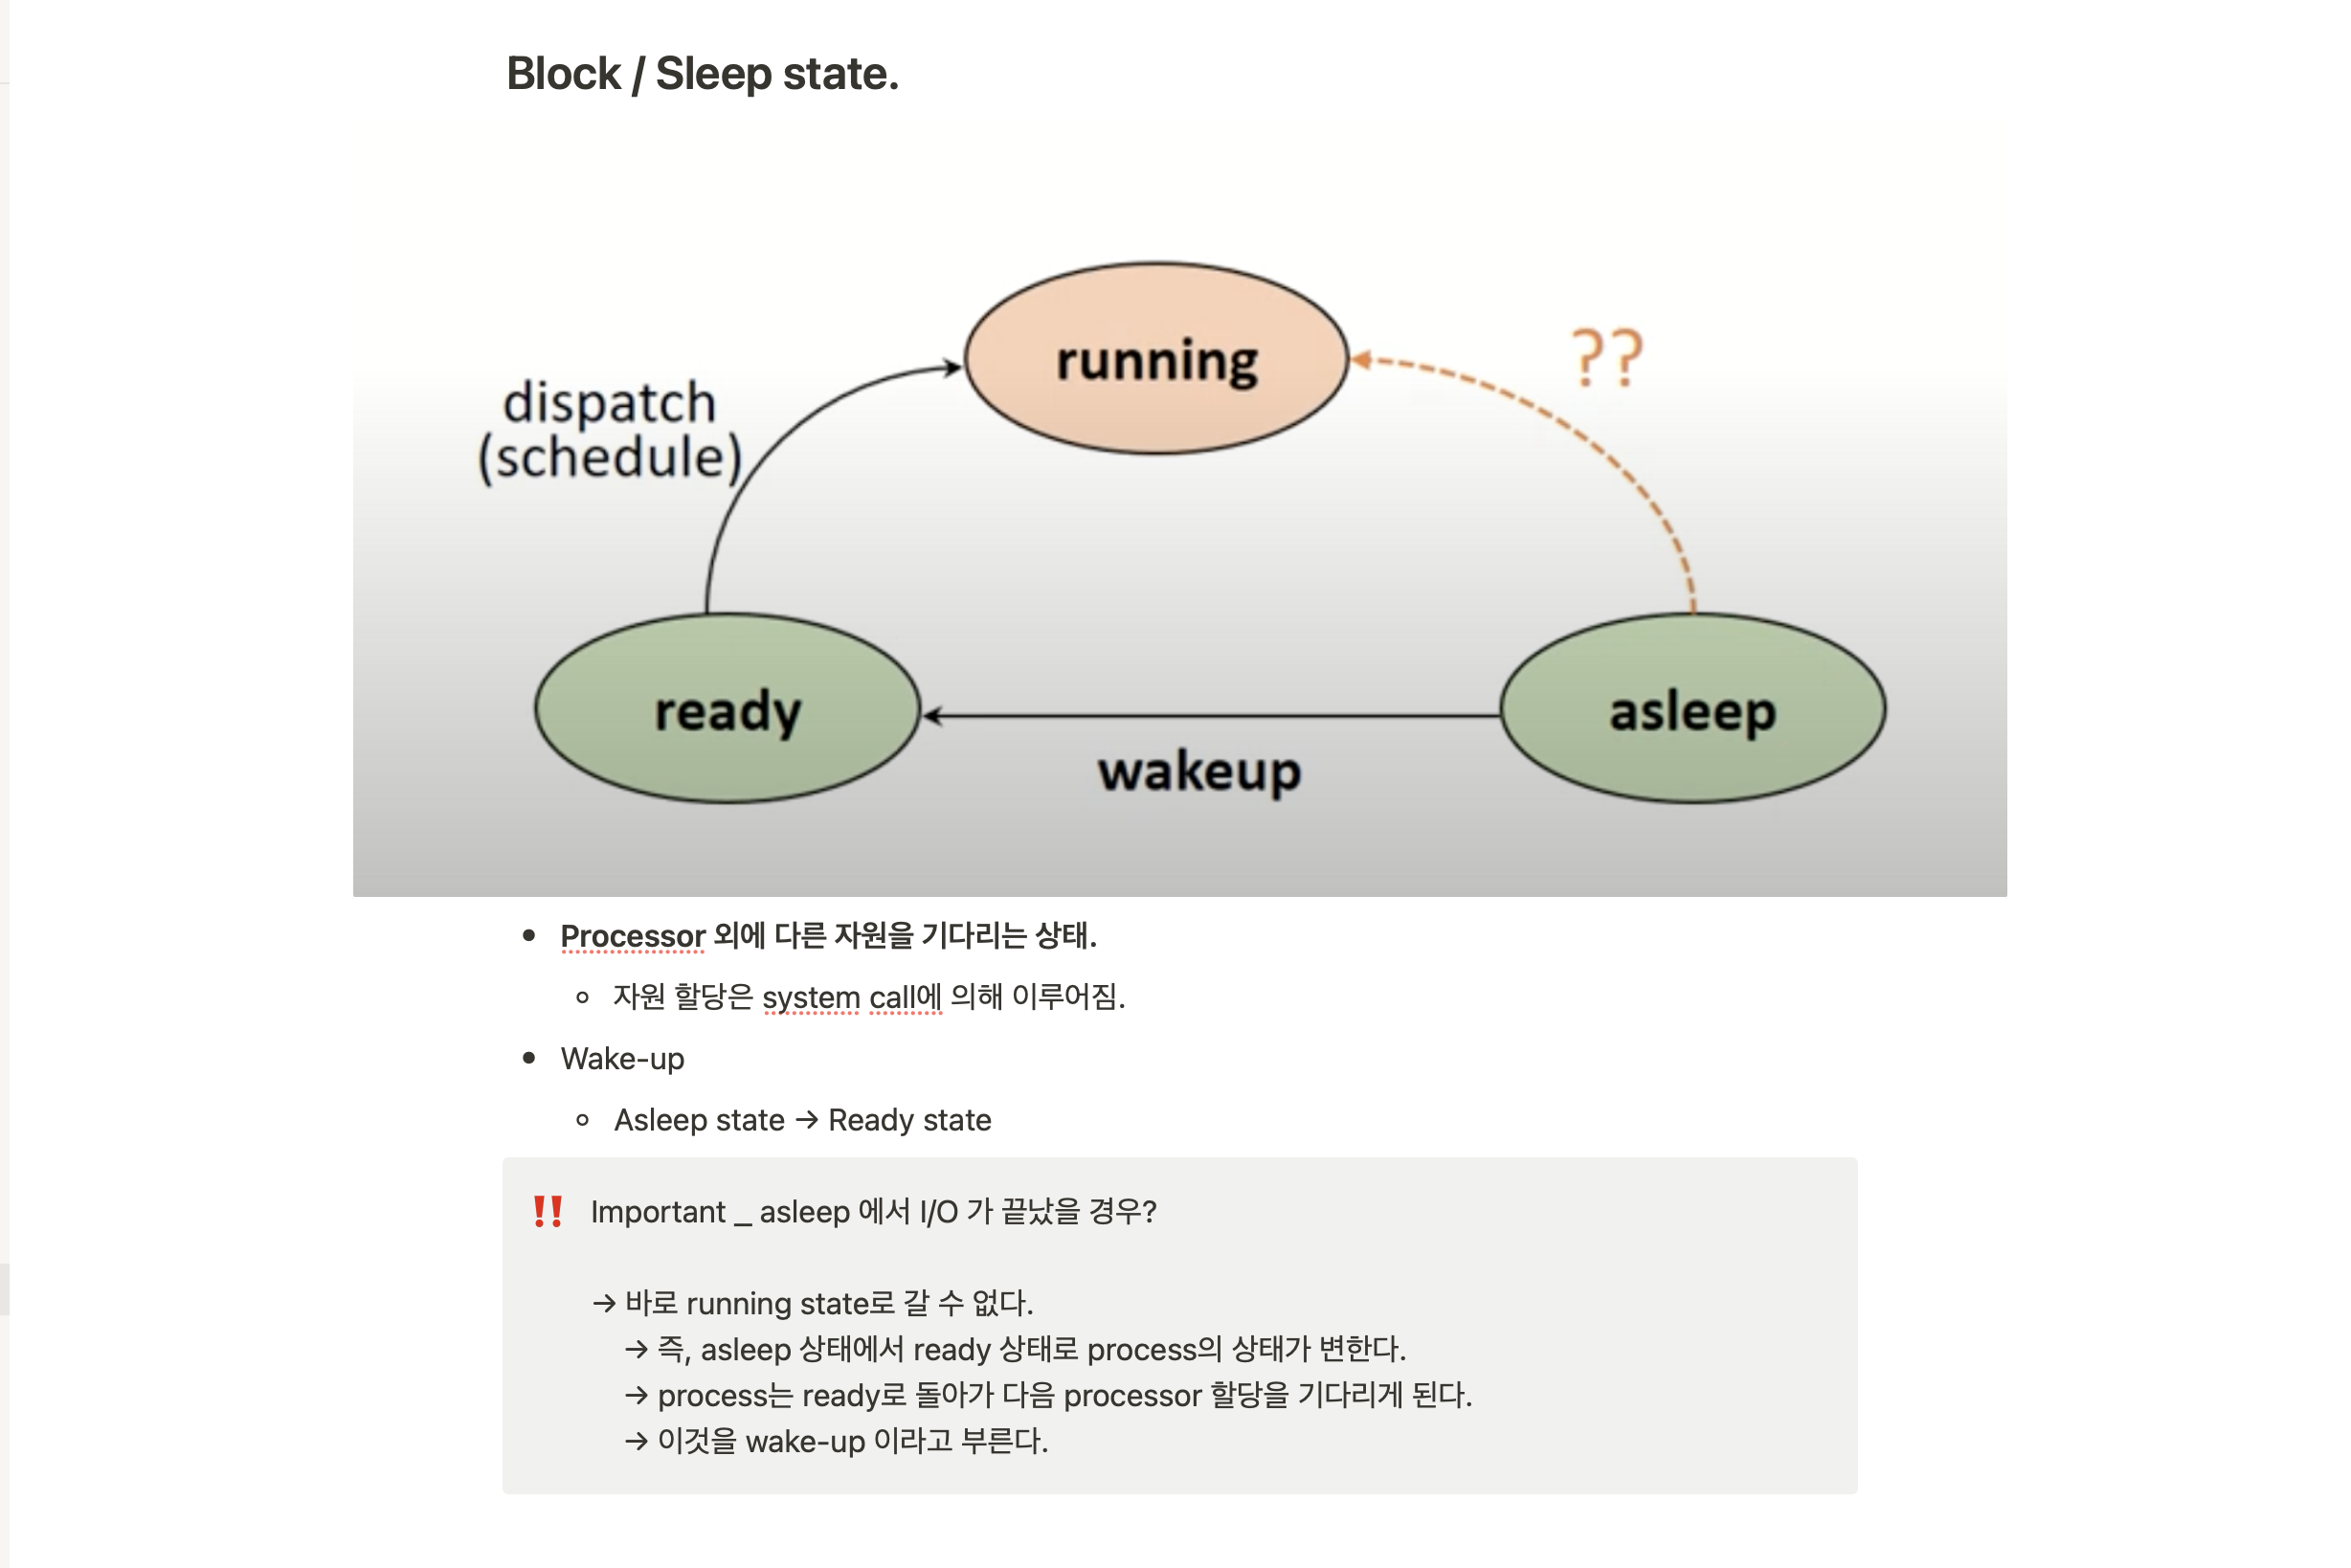 Block / Sleep state.
running
??
dispatch
(schedule)
ready
asleep
wakeup
• Processor 외에 다른 자원을 기다리는 상태.
◦ 자원 할당은 system call에 의해 이루어짐.
• Wake-up
◦ Asleep state → Ready state
‼️ Important _ asleep 에서 I/O 가 끝났을 경우?
→ 바로 running state로 갈 수 없다.
→ 즉, asleep 상태에서 ready 상태로 process의 상태가 변한다.
→ process는 ready로 돌아가 다음 processor 할당을 기다리게 된다.
→ 이것을 wake-up 이라고 부른다.